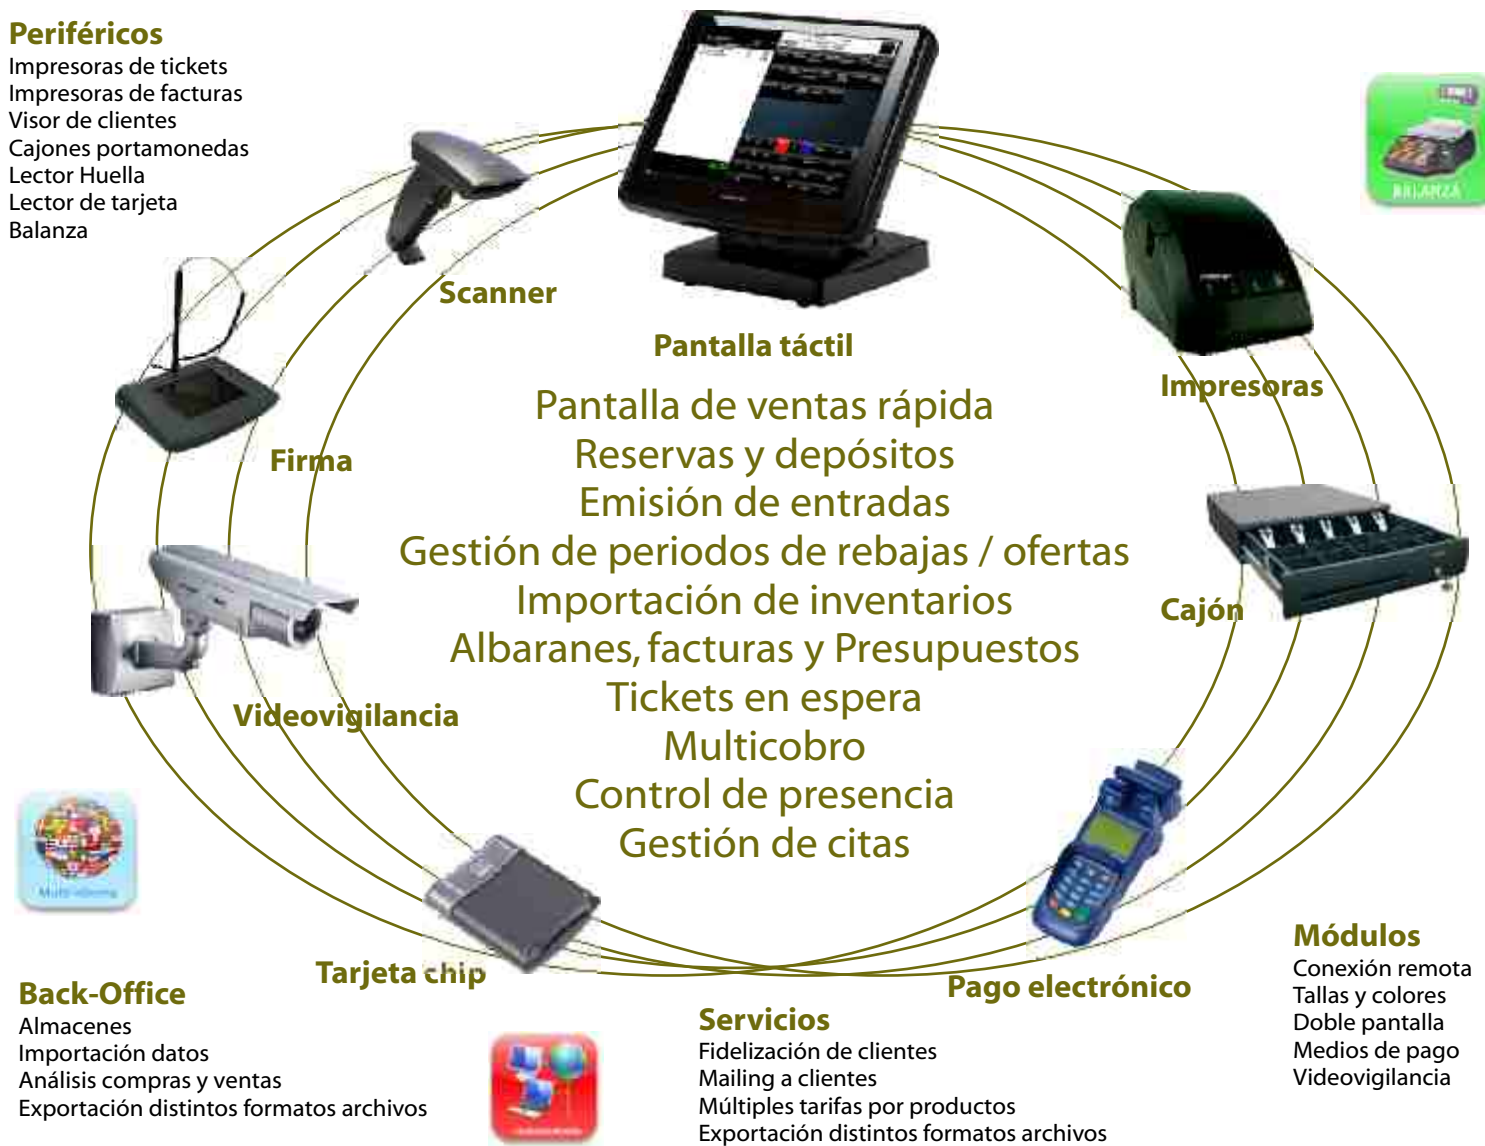 Periféricos
Impresoras de tickets
Impresoras de facturas
Visor de clientes
Cajones portamonedas
Lector Huella
Lector de tarjeta
Balanza
BALANZA
Scanner
Pantalla táctil
Impresoras
Firma
Pantalla de ventas rápida
Reservas y depósitos
Emisión de entradas
Gestión de periodos de rebajas / ofertas
Importación de inventarios
Albaranes, facturas y Presupuestos
Tickets en espera
Multicobro
Control de presencia
Gestión de citas
Cajón
Videovigilancia
Multi-idioma
Tarjeta chip
Pago electrónico
Back-Office
Almacenes
Importación datos
Análisis compras y ventas
Exportación distintos formatos archivos
Servicios
Fidelización de clientes
Mailing a clientes
Múltiples tarifas por productos
Exportación distintos formatos archivos
Módulos
Conexión remota
Tallas y colores
Doble pantalla
Medios de pago
Videovigilancia